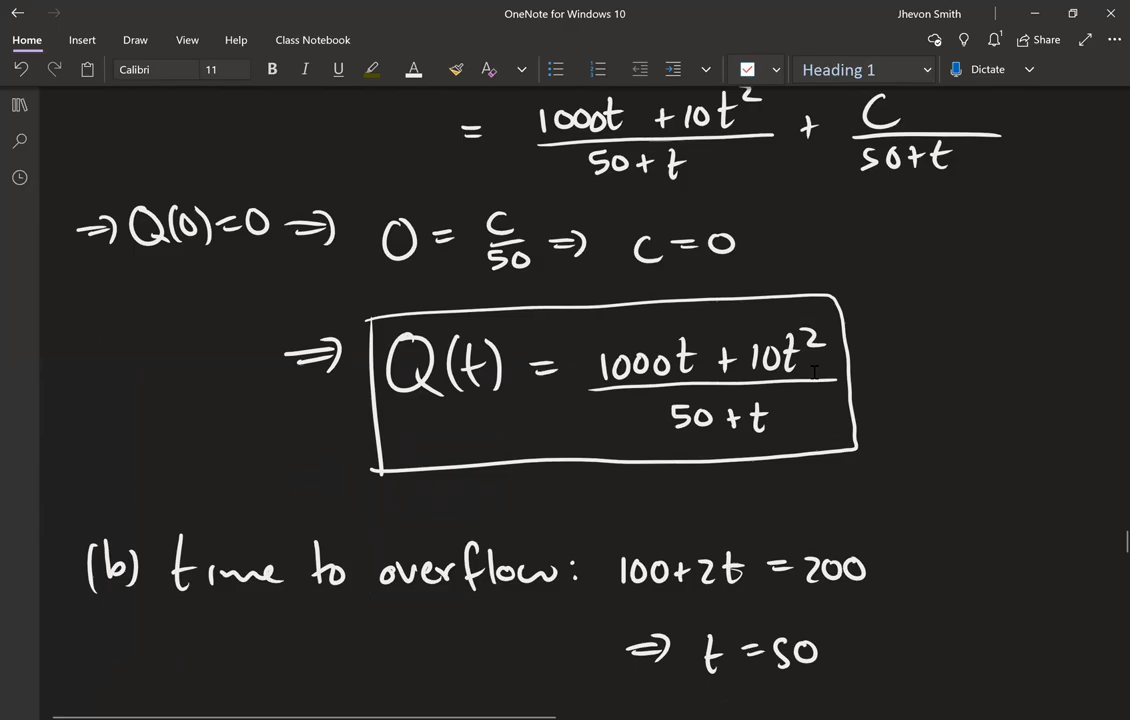 OneNote for Windows 10
Jhevon Smith
Home Insert Draw View Help Class Notebook
Share
Calibri 11 B I U A Heading 1 Dictate
= (1000t + 10t²)/(50 + t) + C/(50+t)
⇒ Q(0)=0 ⇒ 0 = C/50 ⇒ C = 0
⇒ Q(t) = (1000t + 10t²)/(50 + t)
(b) time to overflow: 100+2t = 200
⇒ t = 50